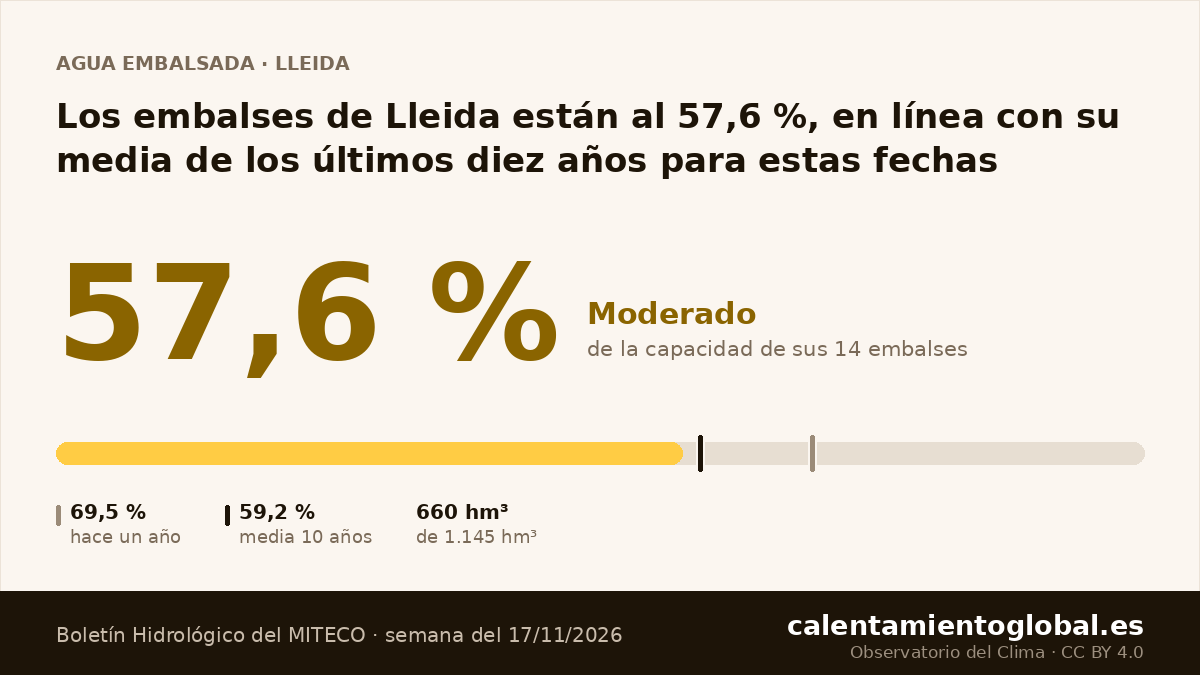 AGUA EMBALSADA · LLEIDA
Los embalses de Lleida están al 57,6 %, en línea con su
media de los últimos diez años para estas fechas
57,6 %
Moderado
de la capacidad de sus 14 embalses
69,5 %
hace un año
59,2 %
media 10 años
660 hm³
de 1.145 hm³
Boletín Hidrológico del MITECO · semana del 17/11/2026
calentamientoglobal.es
Observatorio del Clima · CC BY 4.0